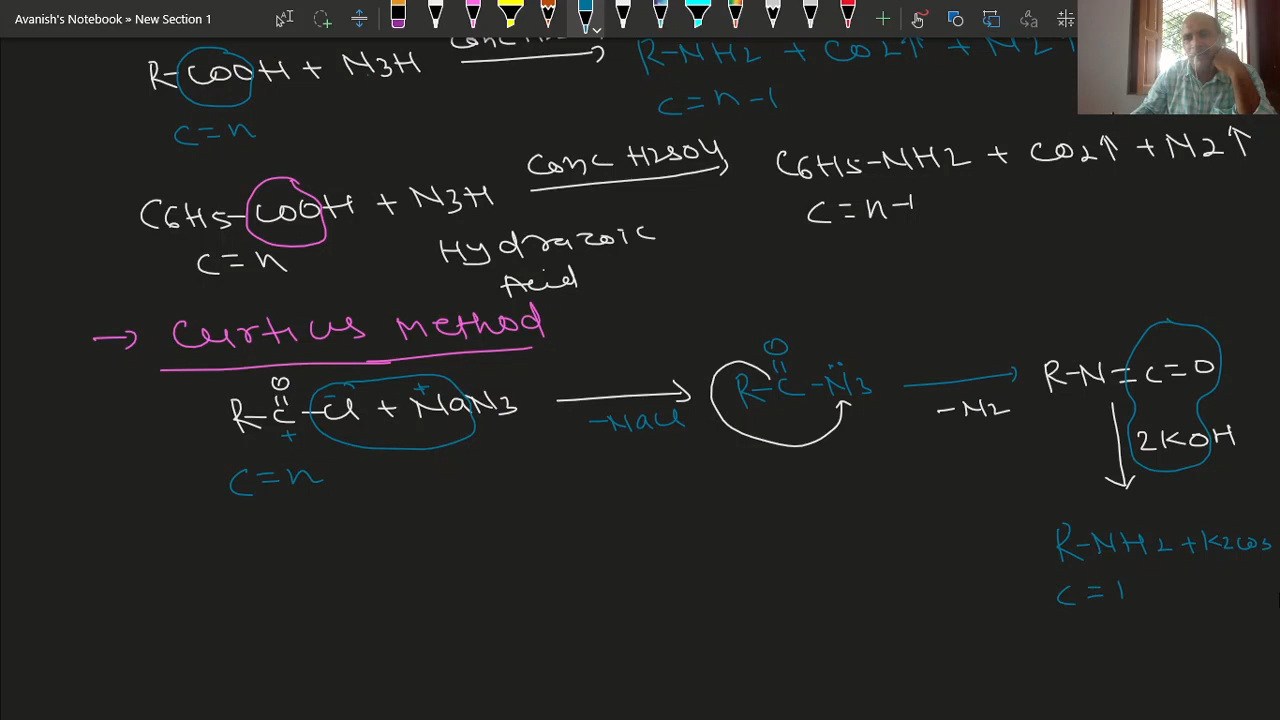 Avanish's Notebook » New Section 1
R-COOH + N3H → R-NH2 + CO2↑ + N2↑
C=n C=n-1
C6H5-COOH + N3H conc H2SO4 → C6H5-NH2 + CO2↑ + N2↑
C=n C=n-1
Hydrazoic
Acid
→ Curtius Method
O O
R-C-Cl + NaN3 → -NaCl R-C-N3 → -N2 R-N=C=O
- +
+
2KOH
C=n
R-NH2 + K2CO3
C=1